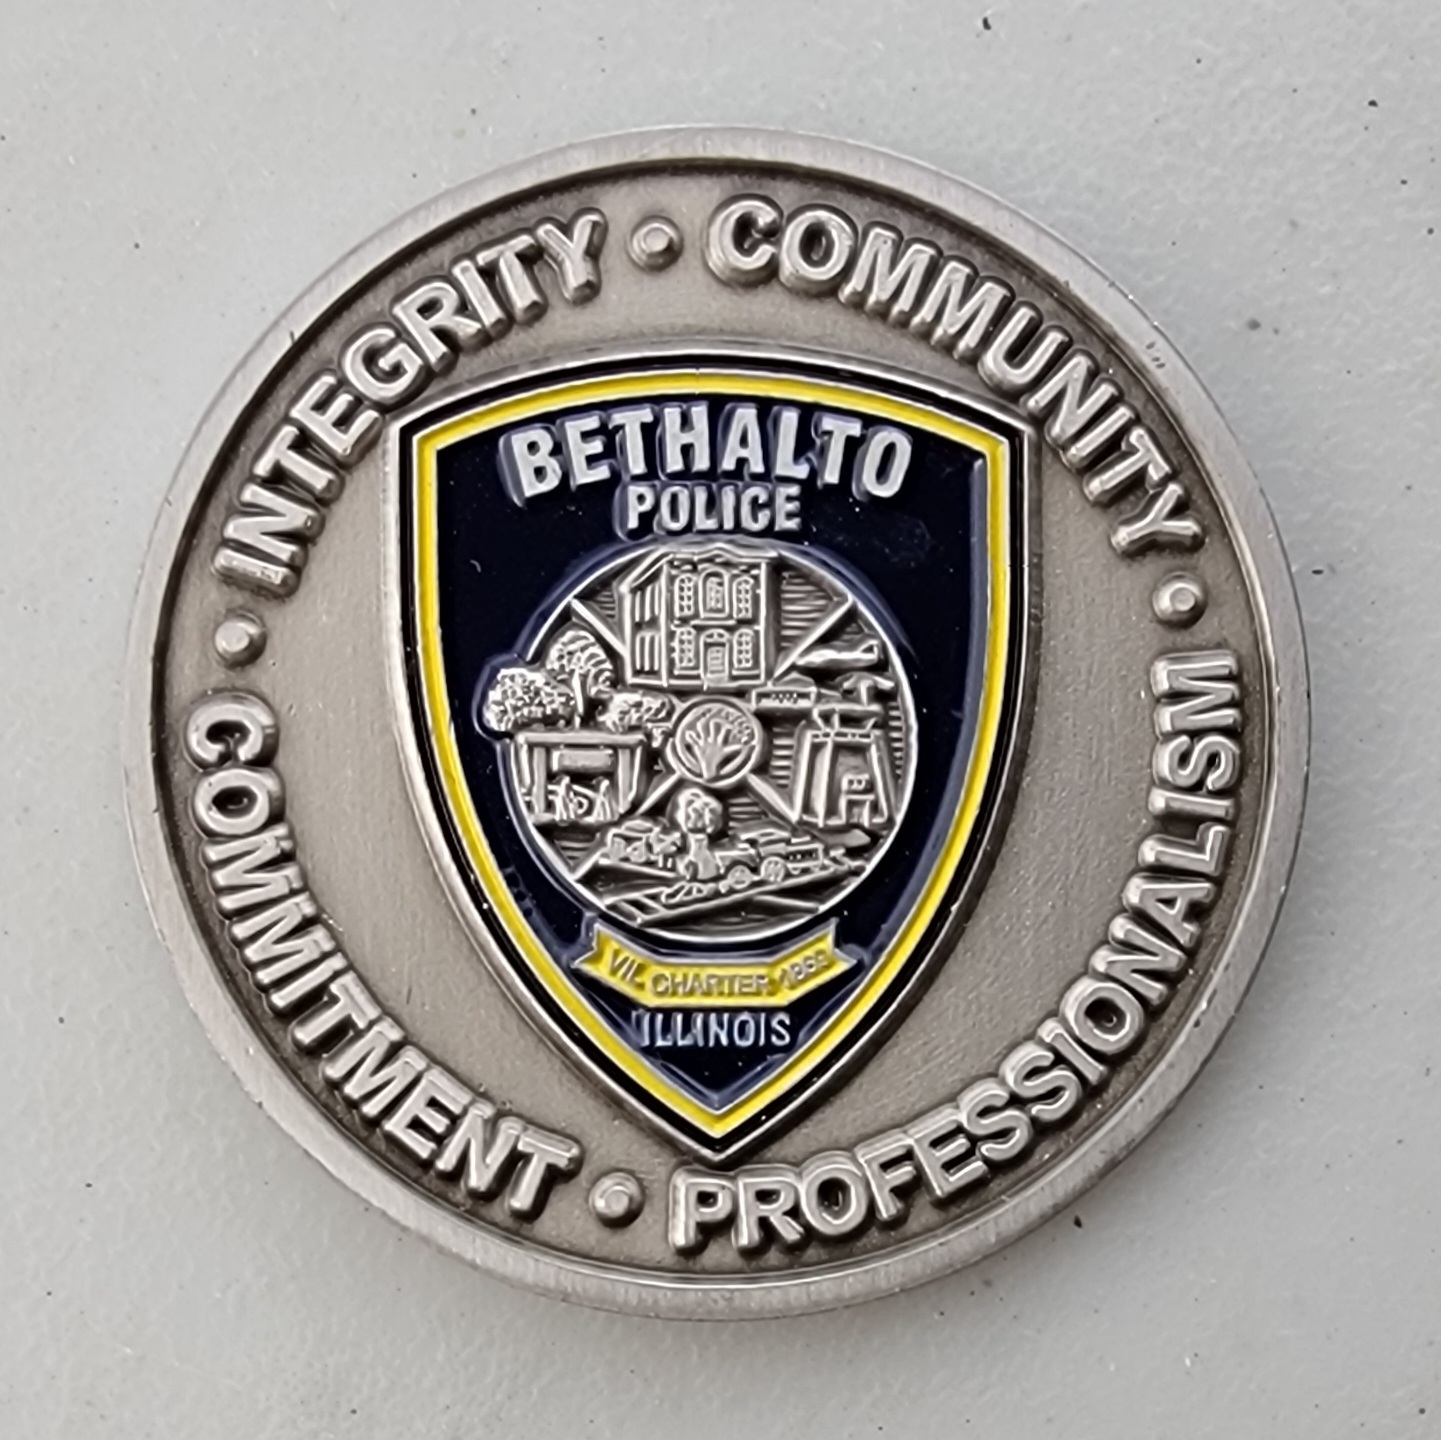 INTEGRITY • COMMUNITY • PROFESSIONALISM • COMMITMENT •
BETHALTO
POLICE
VIL CHARTER 1869
ILLINOIS